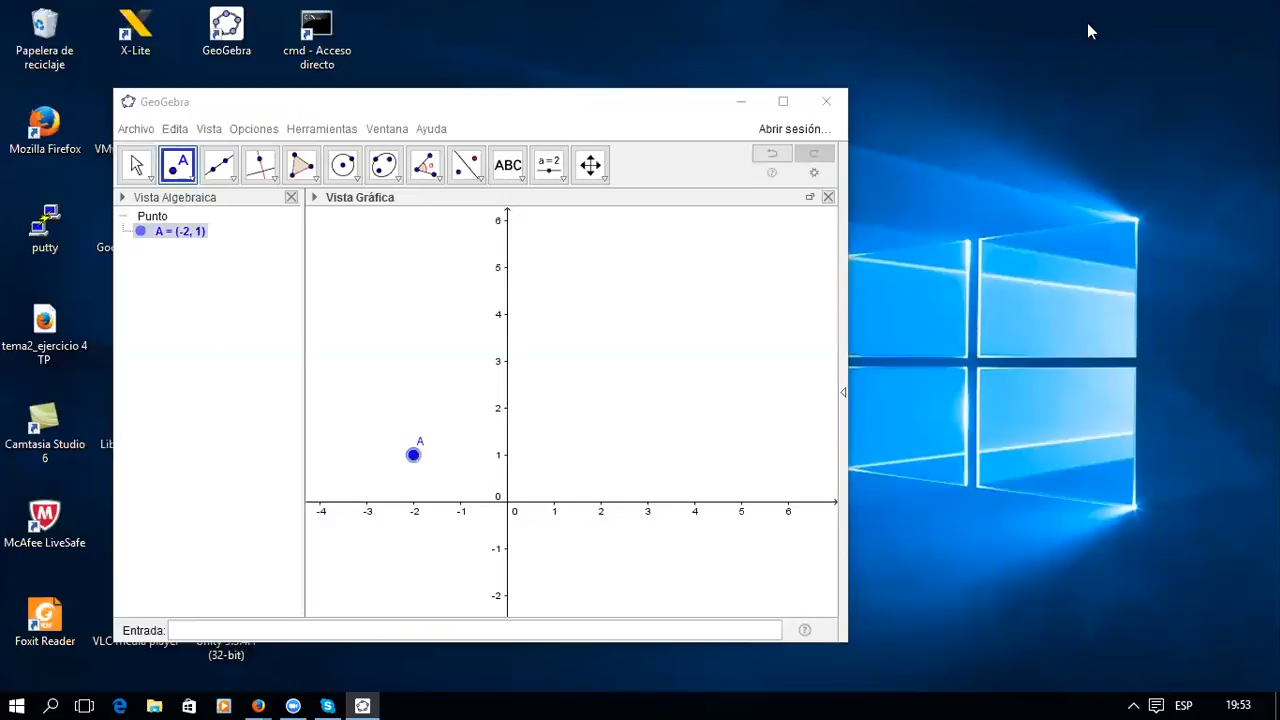 Papelera de
reciclaje
X-Lite
GeoGebra
cmd - Acceso
directo
Mozilla Firefox
VM
putty
Goo
tema2_ejercicio 4
TP
Camtasia Studio
6
Lib
McAfee LiveSafe
Foxit Reader
VLC media player
(32-bit)
GeoGebra
Archivo Edita Vista Opciones Herramientas Ventana Ayuda
Abrir sesión...
A
ABC
a = 2
Vista Algebraica
Vista Gráfica
Punto
A = (-2, 1)
6
5
4
3
2
A
1
0
-4 -3 -2 -1 0 1 2 3 4 5 6
-1
-2
Entrada:
ESP
19:53